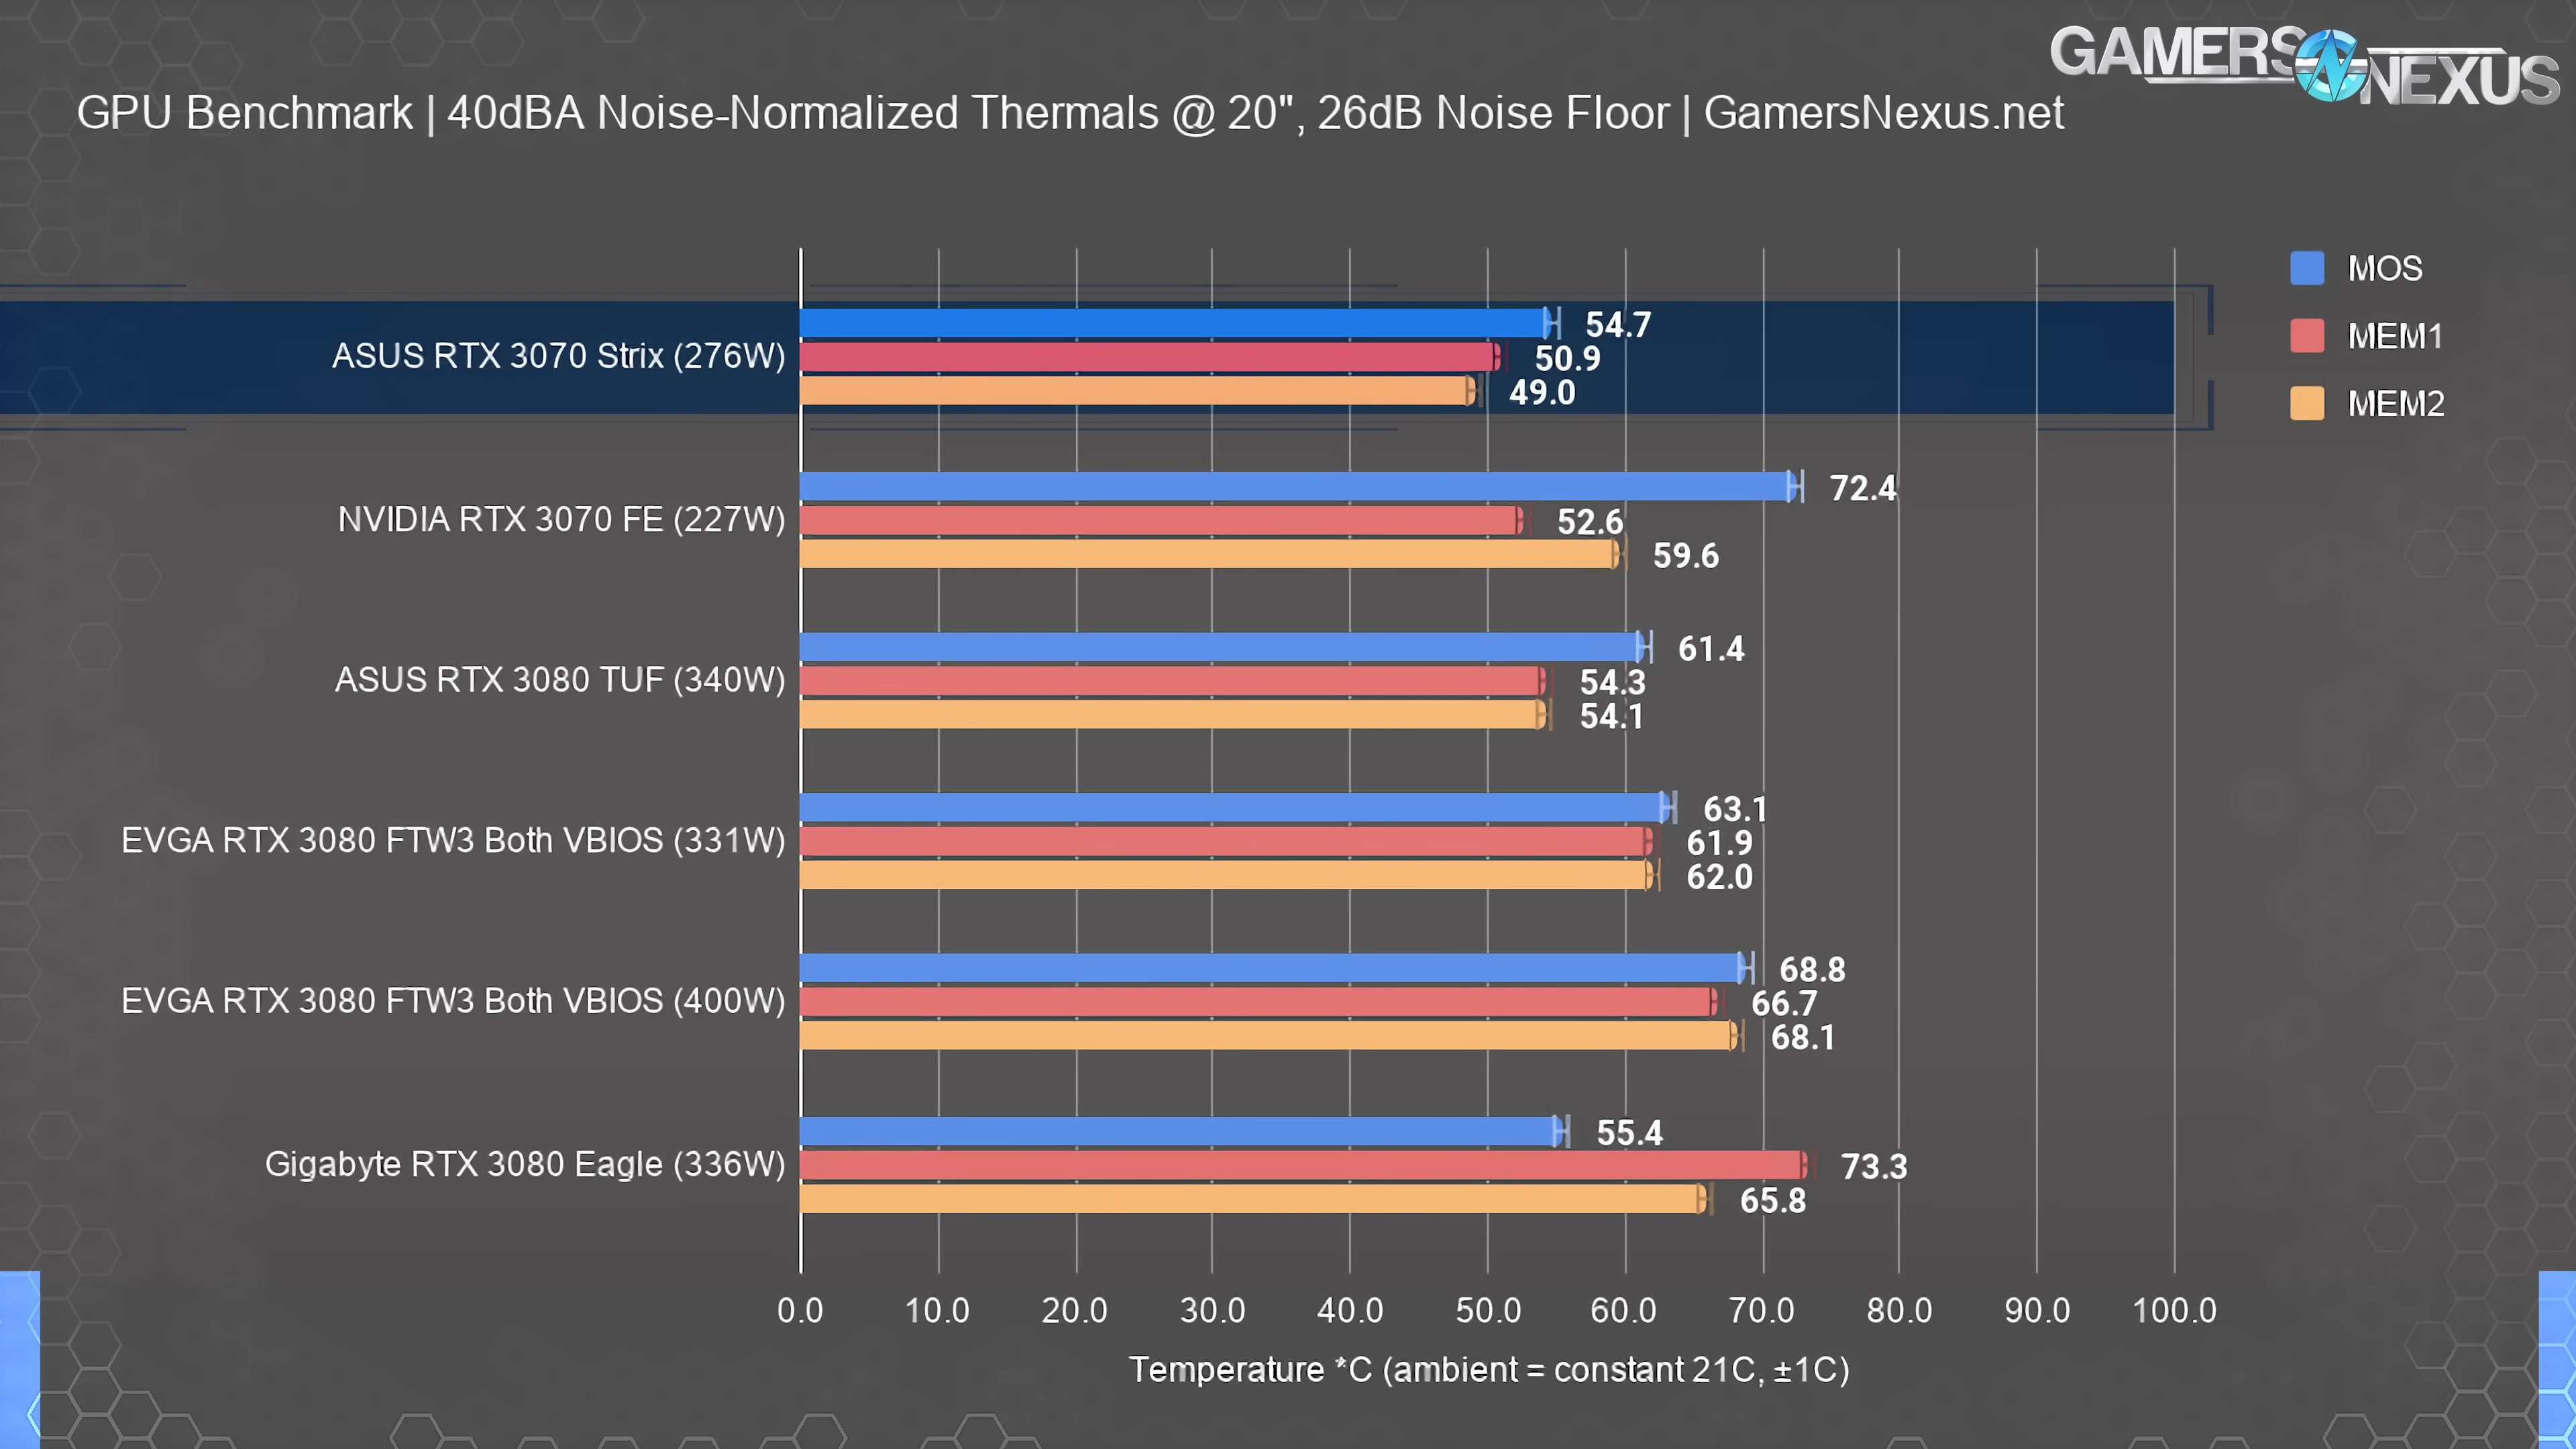 GAMERS NEXUS
GPU Benchmark | 40dBA Noise-Normalized Thermals @ 20", 26dB Noise Floor | GamersNexus.net
MOS
MEM1
MEM2
ASUS RTX 3070 Strix (276W)
54.7
50.9
49.0
NVIDIA RTX 3070 FE (227W)
72.4
52.6
59.6
ASUS RTX 3080 TUF (340W)
61.4
54.3
54.1
EVGA RTX 3080 FTW3 Both VBIOS (331W)
63.1
61.9
62.0
EVGA RTX 3080 FTW3 Both VBIOS (400W)
68.8
66.7
68.1
Gigabyte RTX 3080 Eagle (336W)
55.4
73.3
65.8
0.0 10.0 20.0 30.0 40.0 50.0 60.0 70.0 80.0 90.0 100.0
Temperature *C (ambient = constant 21C, ±1C)